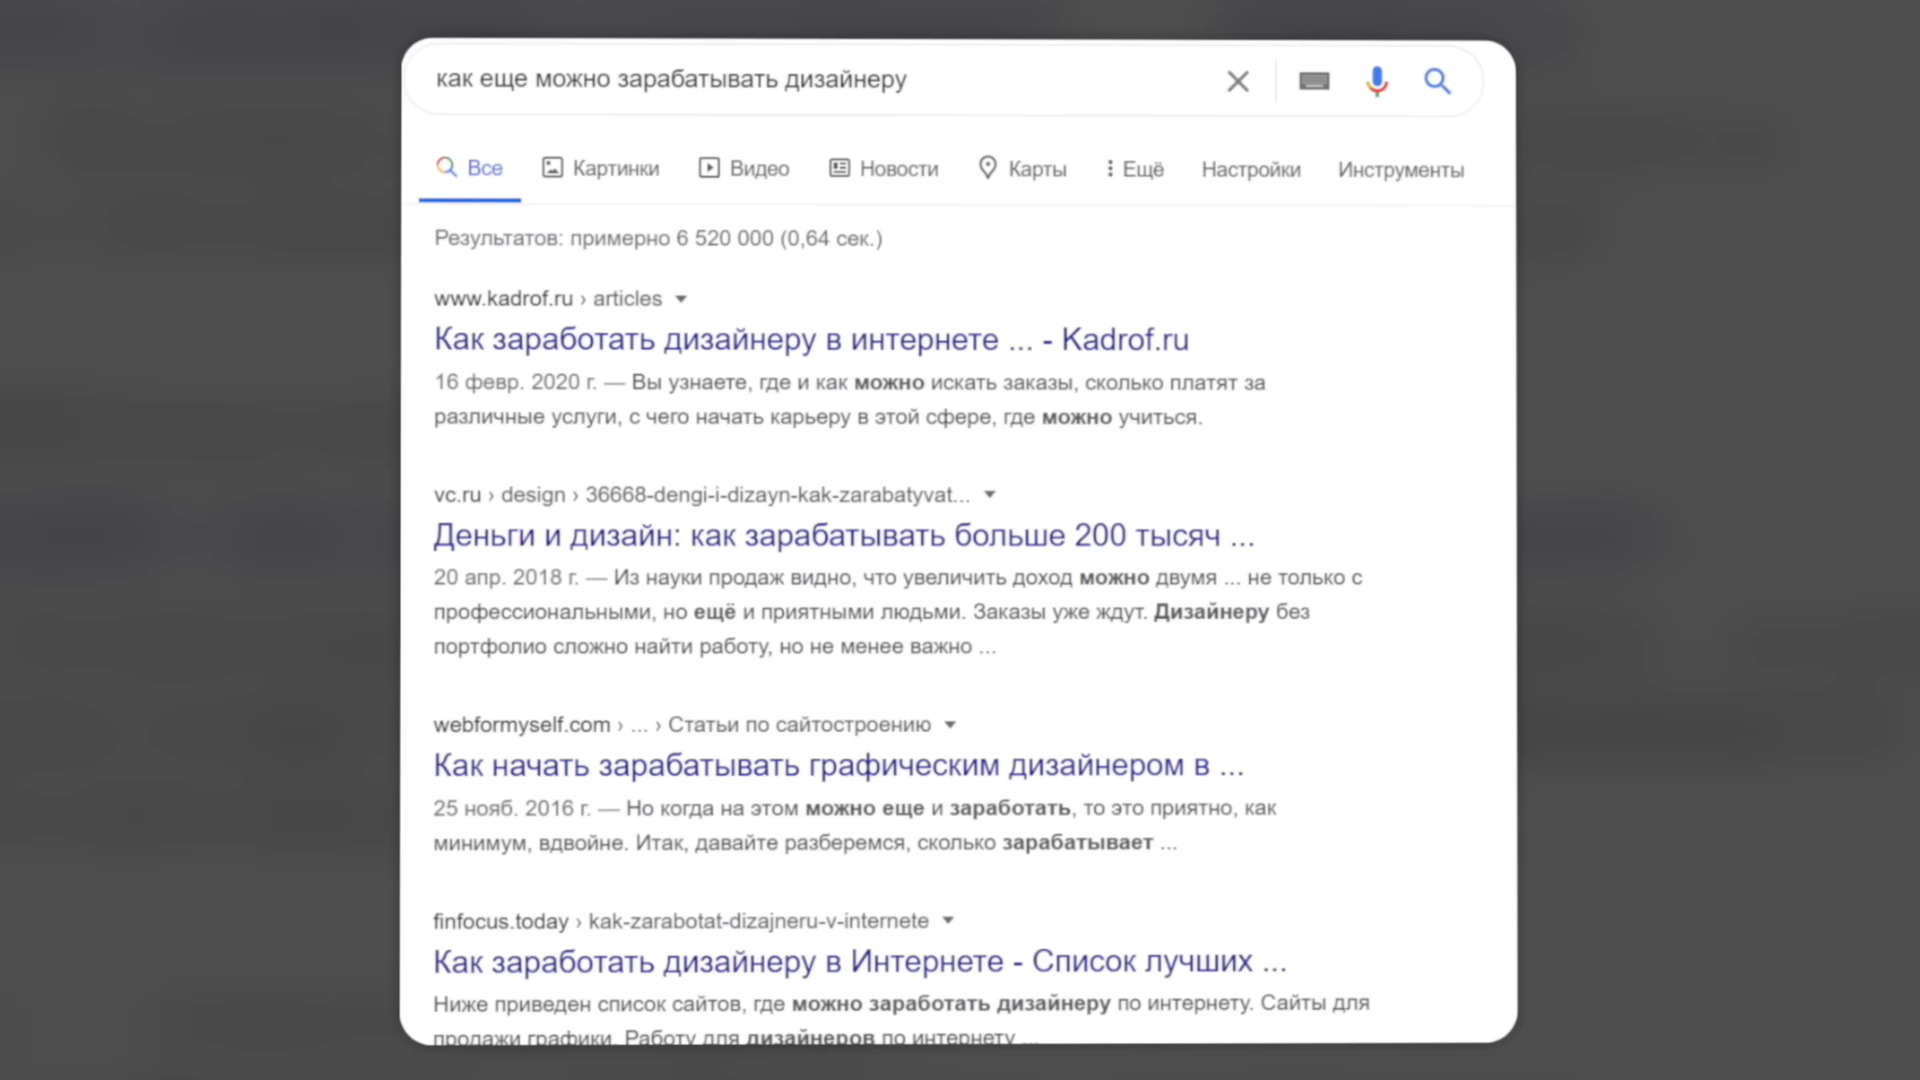 как еще можно зарабатывать дизайнеру
Все Картинки Видео Новости Карты Ещё Настройки Инструменты
Результатов: примерно 6 520 000 (0,64 сек.)
www.kadrof.ru › articles
Как заработать дизайнеру в интернете ... - Kadrof.ru
16 февр. 2020 г. — Вы узнаете, где и как можно искать заказы, сколько платят за
различные услуги, с чего начать карьеру в этой сфере, где можно учиться.
vc.ru › design › 36668-dengi-i-dizayn-kak-zarabatyvat...
Деньги и дизайн: как зарабатывать больше 200 тысяч ...
20 апр. 2018 г. — Из науки продаж видно, что увеличить доход можно двумя ... не только с
профессиональными, но ещё и приятными людьми. Заказы уже ждут. Дизайнеру без
портфолио сложно найти работу, но не менее важно ...
webformyself.com › ... › Статьи по сайтостроению
Как начать зарабатывать графическим дизайнером в ...
25 нояб. 2016 г. — Но когда на этом можно еще и заработать, то это приятно, как
минимум, вдвойне. Итак, давайте разберемся, сколько зарабатывает ...
finfocus.today › kak-zarabotat-dizajneru-v-internete
Как заработать дизайнеру в Интернете - Список лучших ...
Ниже приведен список сайтов, где можно заработать дизайнеру по интернету. Сайты для
продажи графики. Работу для дизайнеров по интернету ...